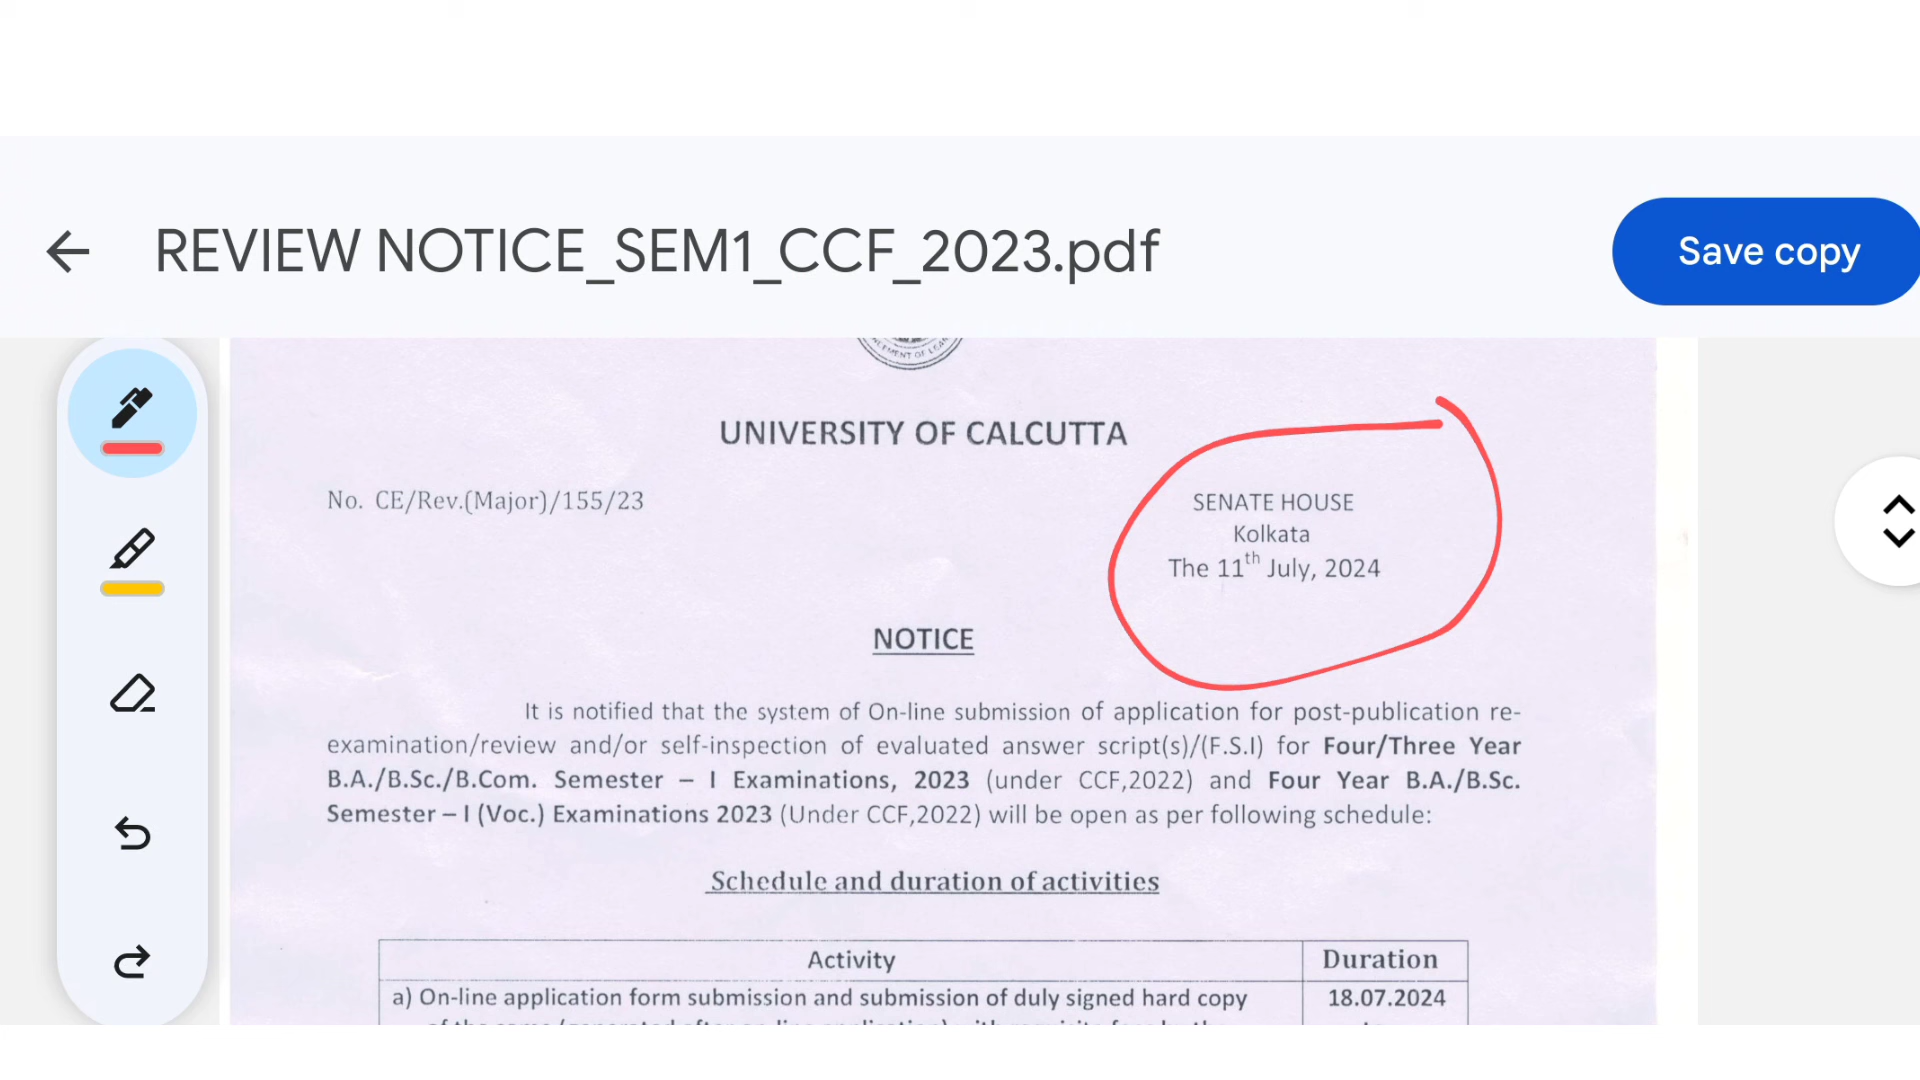 REVIEW NOTICE_SEM1_CCF_2023.pdf
Save copy
UNIVERSITY OF CALCUTTA
No. CE/Rev.(Major)/155/23
SENATE HOUSE
Kolkata
The 11th July, 2024
NOTICE
It is notified that the system of On-line submission of application for post-publication re-
examination/review and/or self-inspection of evaluated answer script(s)/(F.S.I) for Four/Three Year
B.A./B.Sc./B.Com. Semester – I Examinations, 2023 (under CCF,2022) and Four Year B.A./B.Sc.
Semester – I (Voc.) Examinations 2023 (Under CCF,2022) will be open as per following schedule:
Schedule and duration of activities
Activity
Duration
a) On-line application form submission and submission of duly signed hard copy
18.07.2024